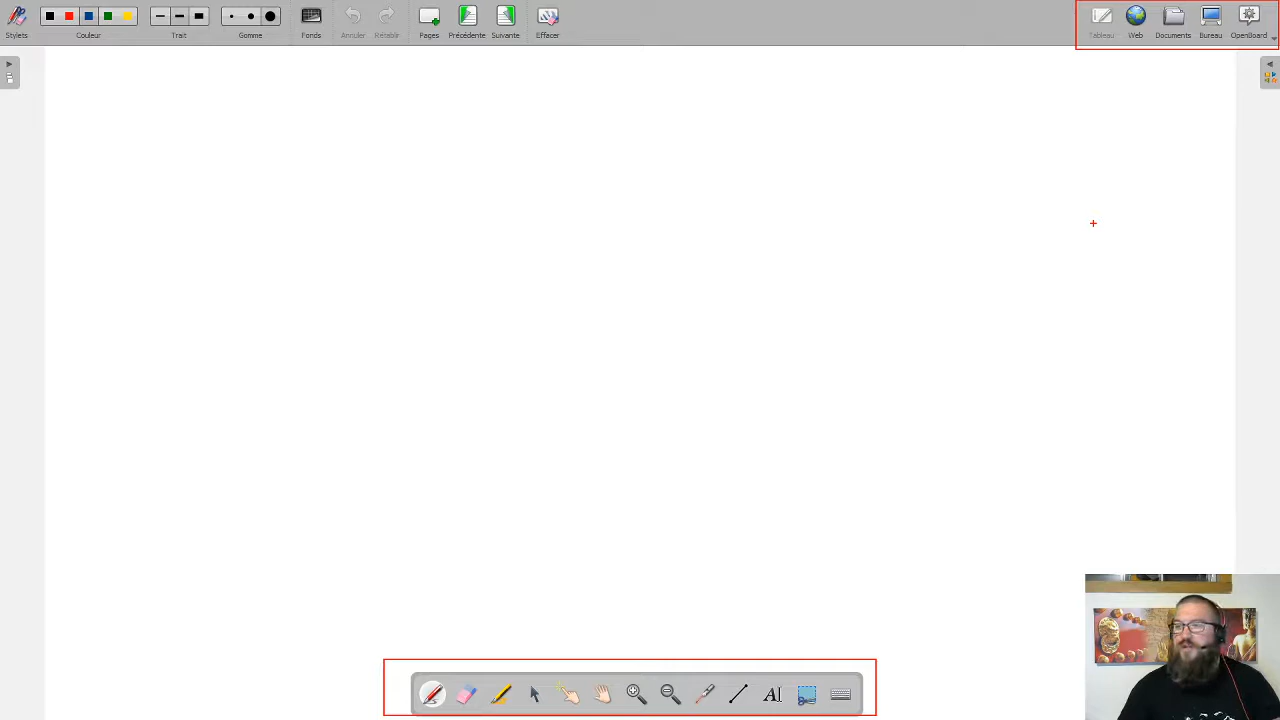 Stylets Couleur Trait Gomme Fonds Annuler Rétablir Pages Précédente Suivante Effacer Tableau Web Documents Bureau OpenBoard
A